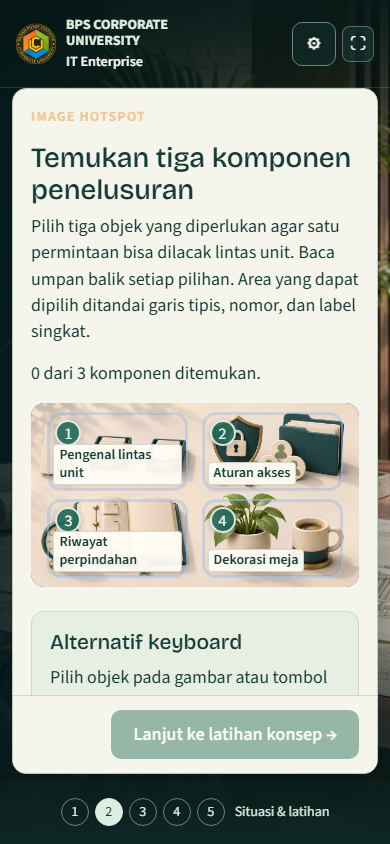 BPS CORPORATE
UNIVERSITY
IT Enterprise
IMAGE HOTSPOT
Temukan tiga komponen
penelusuran
Pilih tiga objek yang diperlukan agar satu
permintaan bisa dilacak lintas unit. Baca
umpan balik setiap pilihan. Area yang dapat
dipilih ditandai garis tipis, nomor, dan label
singkat.
0 dari 3 komponen ditemukan.
1
Pengenal lintas
unit
2
Aturan akses
3
Riwayat
perpindahan
4
Dekorasi meja
Alternatif keyboard
Pilih objek pada gambar atau tombol
Lanjut ke latihan konsep →
1 2 3 4 5 Situasi & latihan